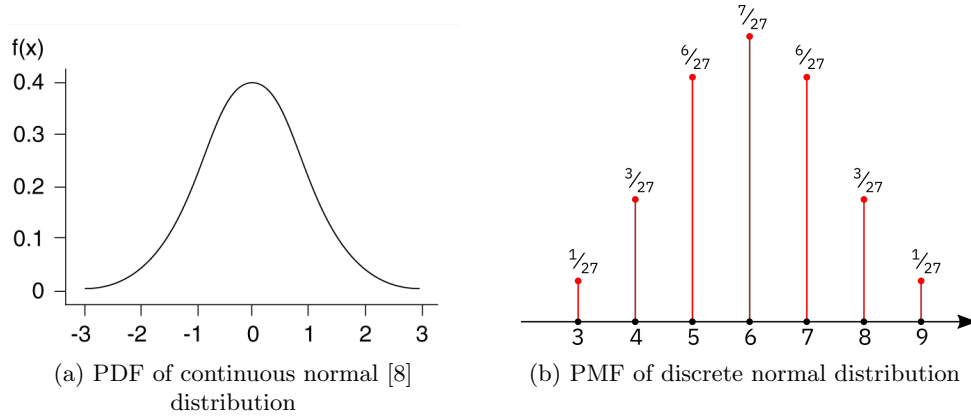 f(x)
0.4
0.3
0.2
0.1
0
-3 -2 -1 0 1 2 3
(a) PDF of continuous normal [8]
distribution
7/27
6/27 6/27
3/27 3/27
1/27 1/27
3 4 5 6 7 8 9
(b) PMF of discrete normal distribution